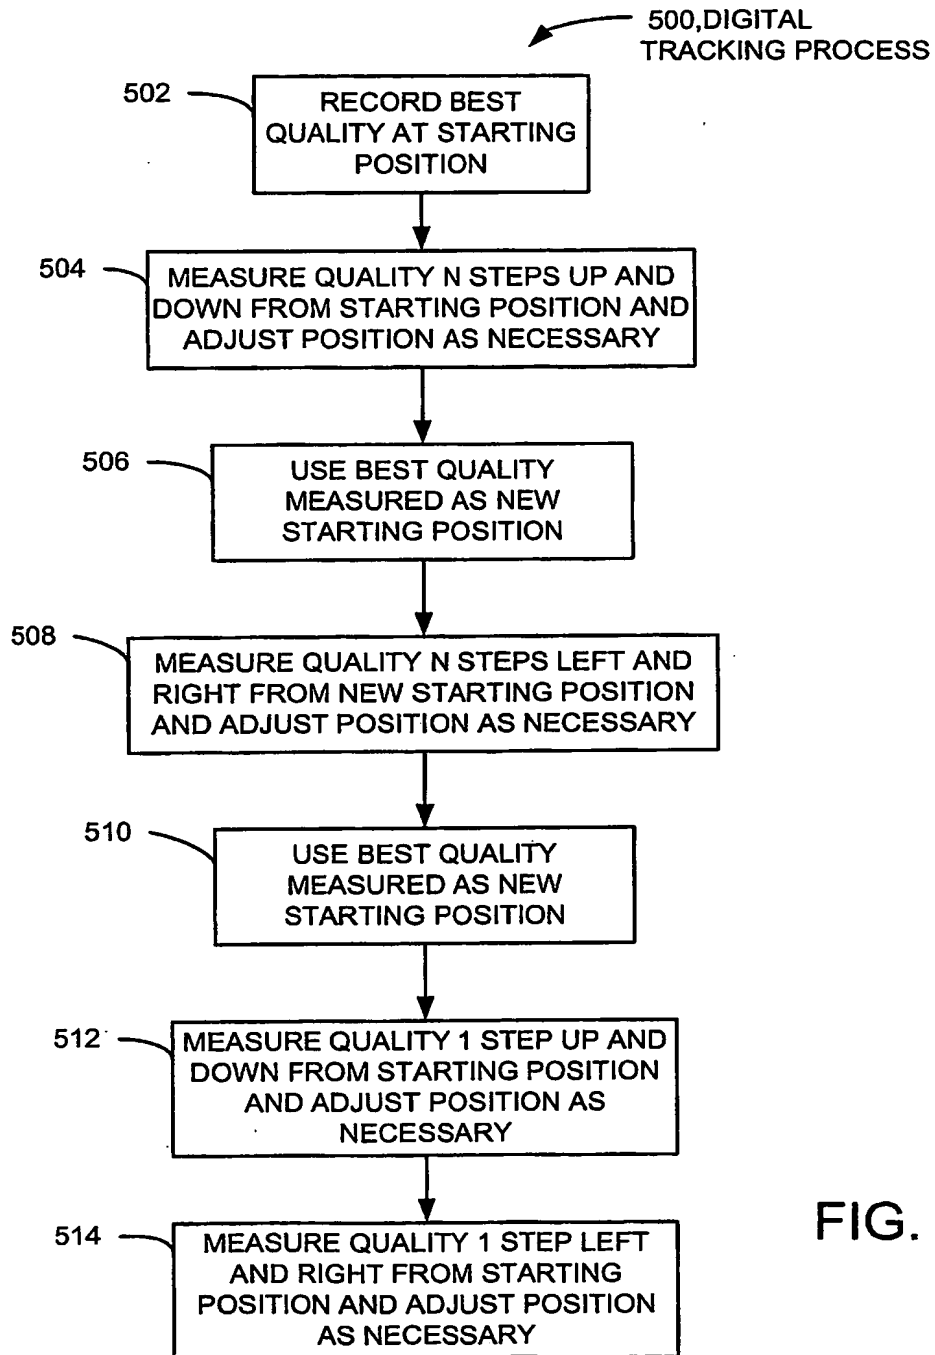 500,DIGITAL
TRACKING PROCESS
502
RECORD BEST
QUALITY AT STARTING
POSITION
504
MEASURE QUALITY N STEPS UP AND
DOWN FROM STARTING POSITION AND
ADJUST POSITION AS NECESSARY
506
USE BEST QUALITY
MEASURED AS NEW
STARTING POSITION
508
MEASURE QUALITY N STEPS LEFT AND
RIGHT FROM NEW STARTING POSITION
AND ADJUST POSITION AS NECESSARY
510
USE BEST QUALITY
MEASURED AS NEW
STARTING POSITION
512
MEASURE QUALITY 1 STEP UP AND
DOWN FROM STARTING POSITION
AND ADJUST POSITION AS
NECESSARY
514
MEASURE QUALITY 1 STEP LEFT
AND RIGHT FROM STARTING
POSITION AND ADJUST POSITION
AS NECESSARY
FIG.